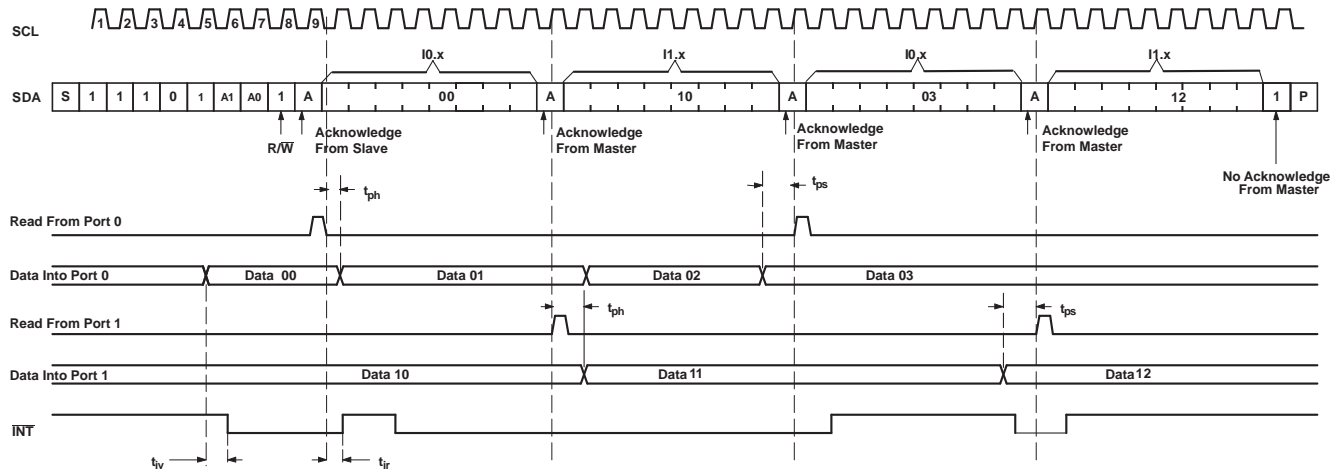 SCL 1 2 3 4 5 6 7 8 9
I0.x I1.x I0.x I1.x
SDA S 1 1 1 0 1 A1 A0 1 A 00 A 10 A 03 A 12 1 P
R/W
Acknowledge
From Slave
Acknowledge
From Master
Acknowledge
From Master
Acknowledge
From Master
No Acknowledge
From Master
tph
tps
Read From Port 0
Data Into Port 0 Data 00 Data 01 Data 02 Data 03
tph
tps
Read From Port 1
Data Into Port 1 Data 10 Data 11 Data 12
INT
tiv tir